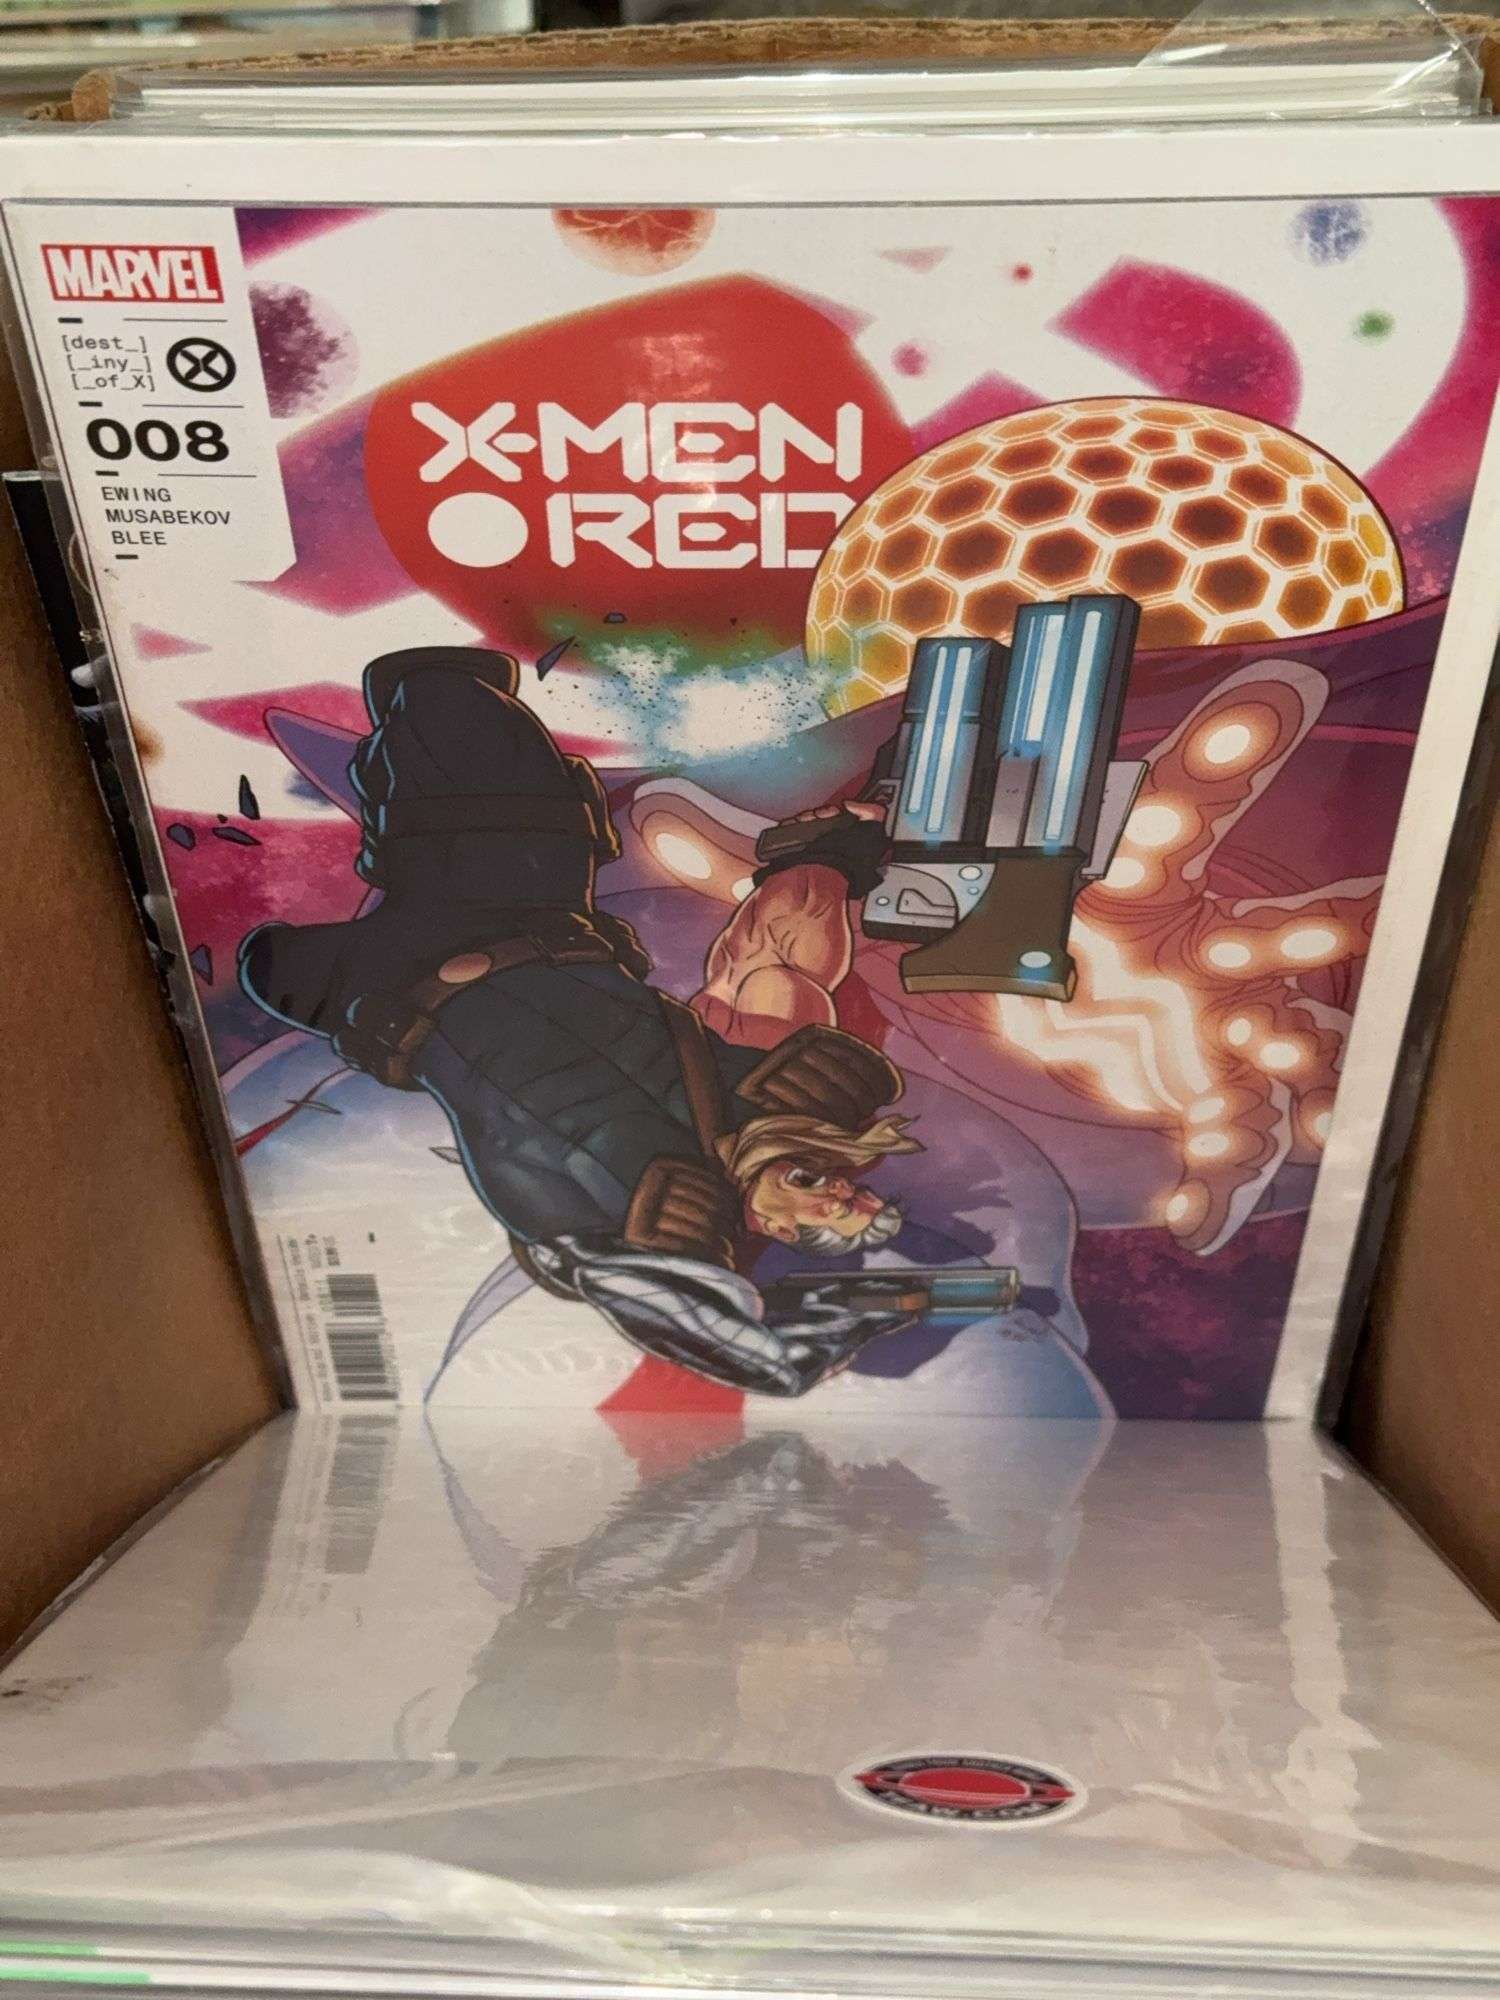 MARVEL
[dest_]
[_iny_]
[_of_X]
008
EWING
MUSABEKOV
BLEE
X-MEN
RED